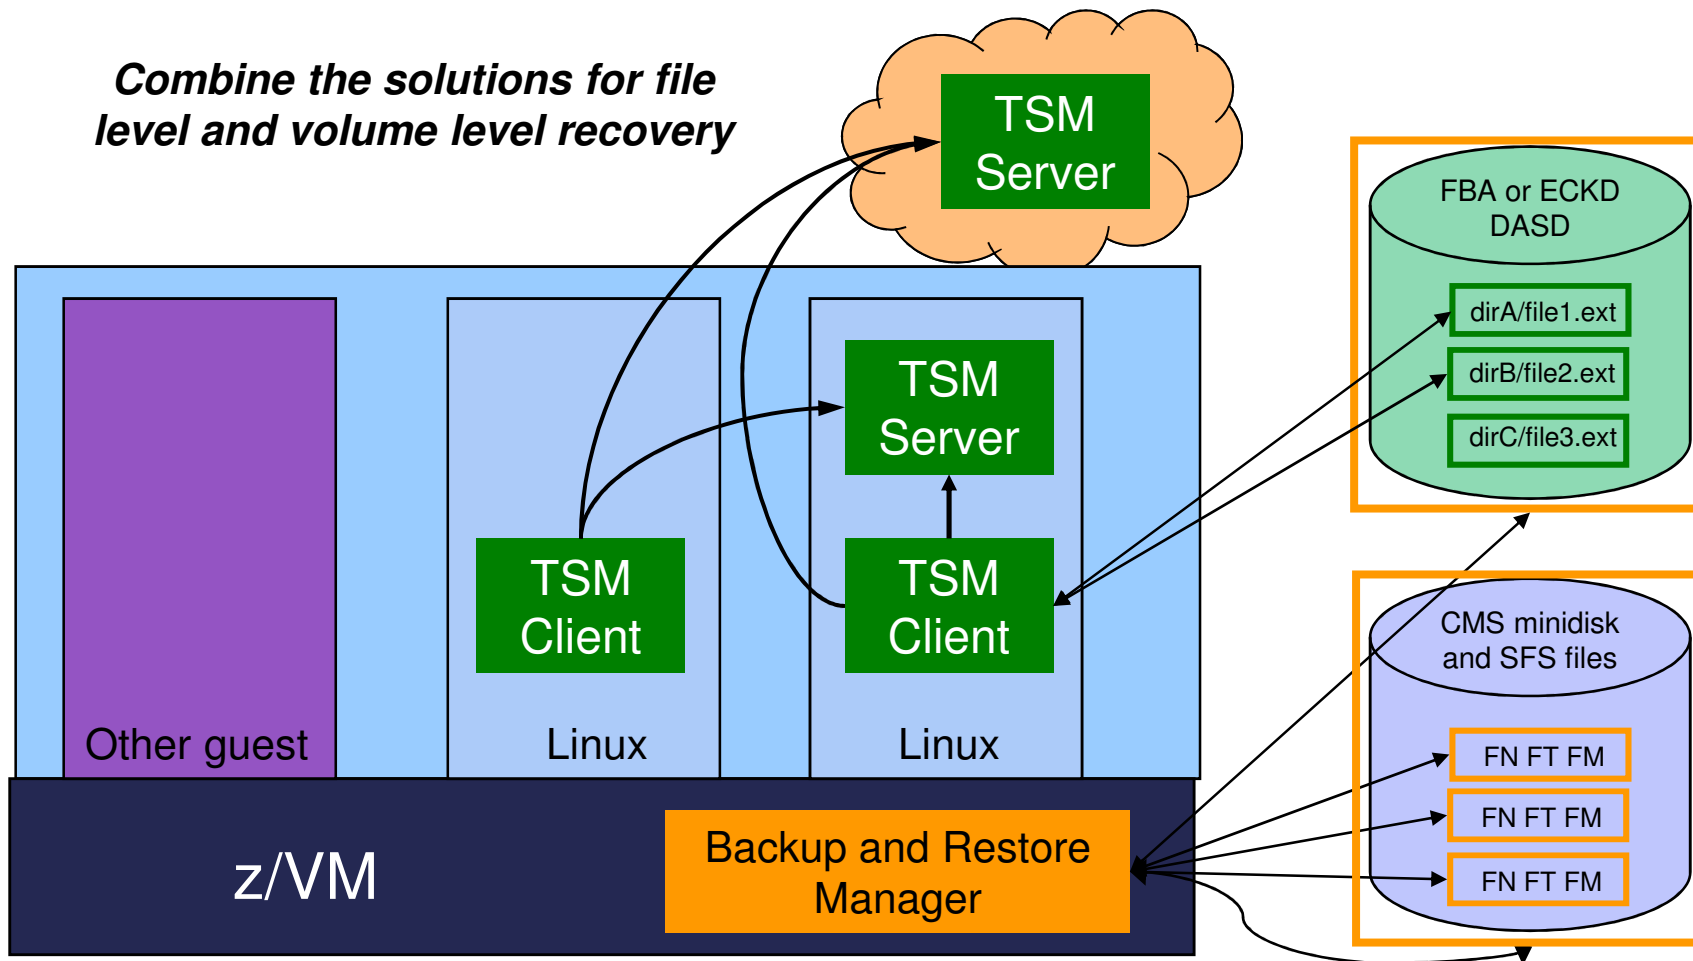 Combine the solutions for file
level and volume level recovery
TSM
Server
FBA or ECKD
DASD
dirA/file1.ext
dirB/file2.ext
dirC/file3.ext
TSM
Server
TSM
Client
TSM
Client
CMS minidisk
and SFS files
Other guest
Linux
Linux
FN FT FM
FN FT FM
FN FT FM
z/VM
Backup and Restore
Manager